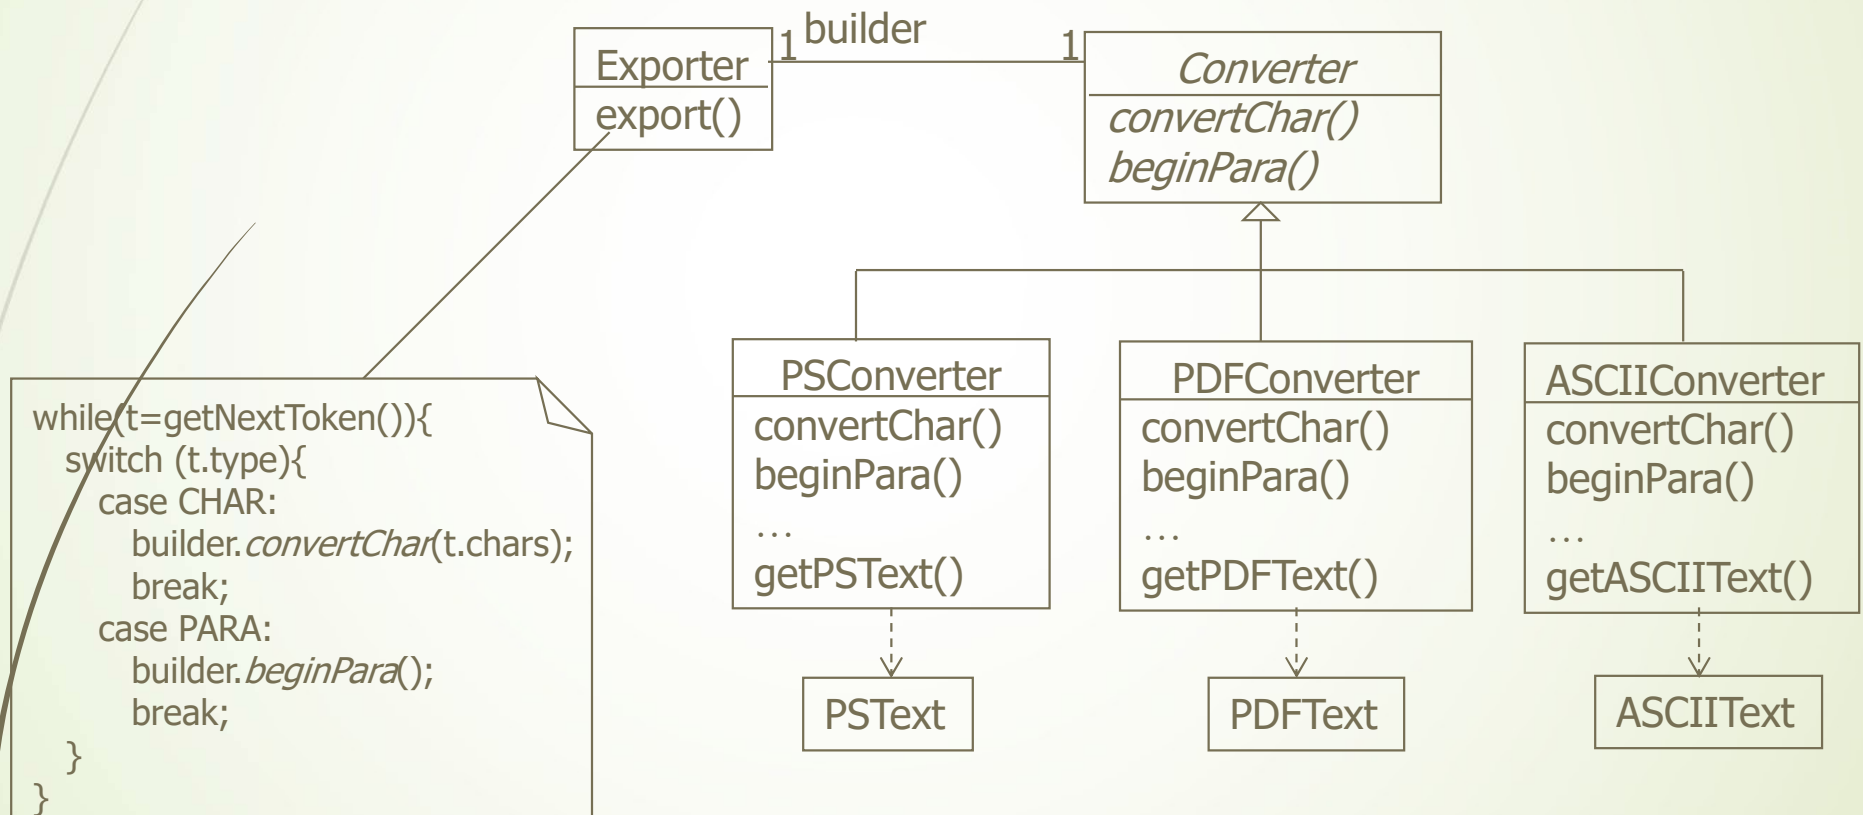 builder
1
1
Exporter
export()
Converter
convertChar()
beginPara()
while(t=getNextToken()){
switch (t.type){
case CHAR:
builder.convertChar(t.chars);
break;
case PARA:
builder.beginPara();
break;
}
}
PSConverter
convertChar()
beginPara()
...
getPSText()
PSText
PDFConverter
convertChar()
beginPara()
...
getPDFText()
PDFText
ASCIIConverter
convertChar()
beginPara()
...
getASCIIText()
ASCIIText